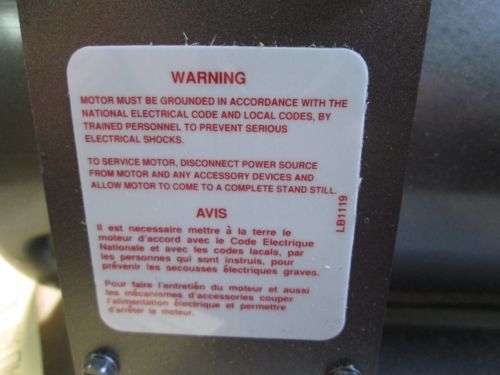 WARNING
MOTOR MUST BE GROUNDED IN ACCORDANCE WITH THE
NATIONAL ELECTRICAL CODE AND LOCAL CODES, BY
TRAINED PERSONNEL TO PREVENT SERIOUS
ELECTRICAL SHOCKS.
TO SERVICE MOTOR, DISCONNECT POWER SOURCE
FROM MOTOR AND ANY ACCESSORY DEVICES AND
ALLOW MOTOR TO COME TO A COMPLETE STAND STILL.
LB1119
AVIS
Il est necessaire mettre à la terre le
moteur d'accord avec le Code Electrique
Nationale et avec les codes lacals, par
les personnes qui sont instruis, pour
prévenir les secousses électriques graves.
Pour faire l'entretien du moteur et aussi
les mécanismes d'accessories couper
l'alimentation électrique et permettre
d'arrêter le moteur.